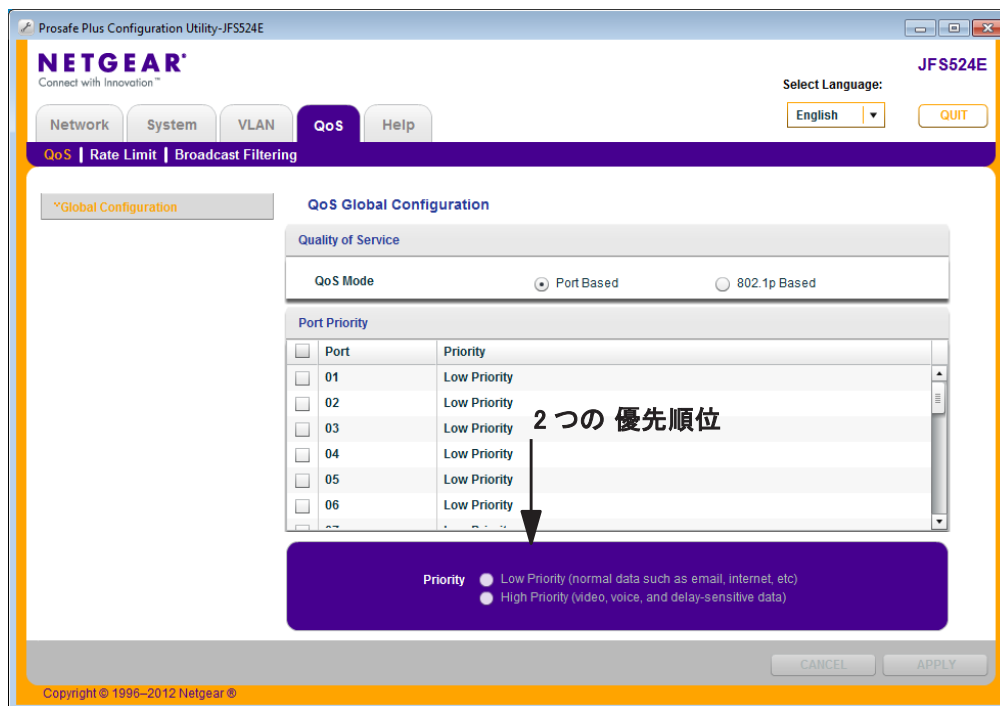 Prosafe Plus Configuration Utility-JFS524E
NETGEAR®
Connect with Innovation™
JFS524E
Select Language:
English
QUIT
Network
System
VLAN
QoS
Help
QoS | Rate Limit | Broadcast Filtering
Global Configuration
QoS Global Configuration
Quality of Service
QoS Mode
Port Based
802.1p Based
Port Priority
Port Priority
01 Low Priority
02 Low Priority
03 Low Priority
2つの 優先順位
04 Low Priority
05 Low Priority
06 Low Priority
Priority
Low Priority (normal data such as email, internet, etc)
High Priority (video, voice, and delay-sensitive data)
CANCEL
APPLY
Copyright © 1996–2012 Netgear ®